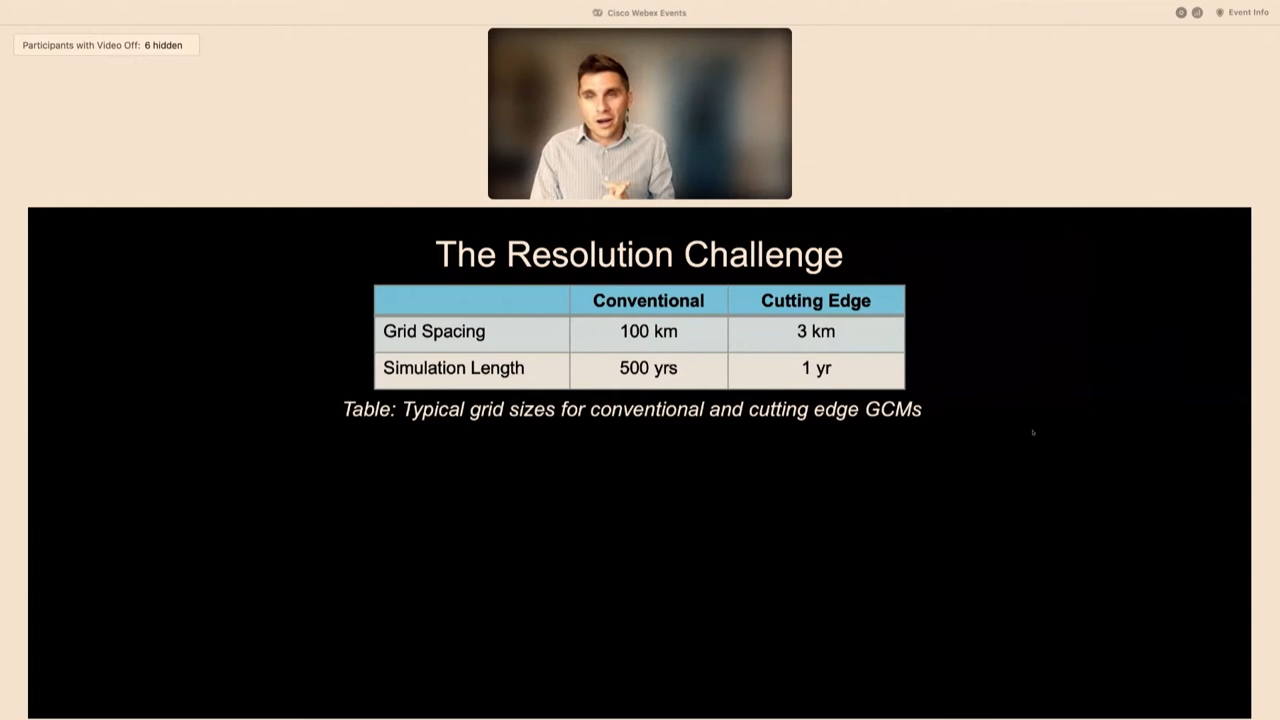 Cisco Webex Events
Event Info
Participants with Video Off: 6 hidden
The Resolution Challenge
Conventional Cutting Edge
Grid Spacing 100 km 3 km
Simulation Length 500 yrs 1 yr
Table: Typical grid sizes for conventional and cutting edge GCMs